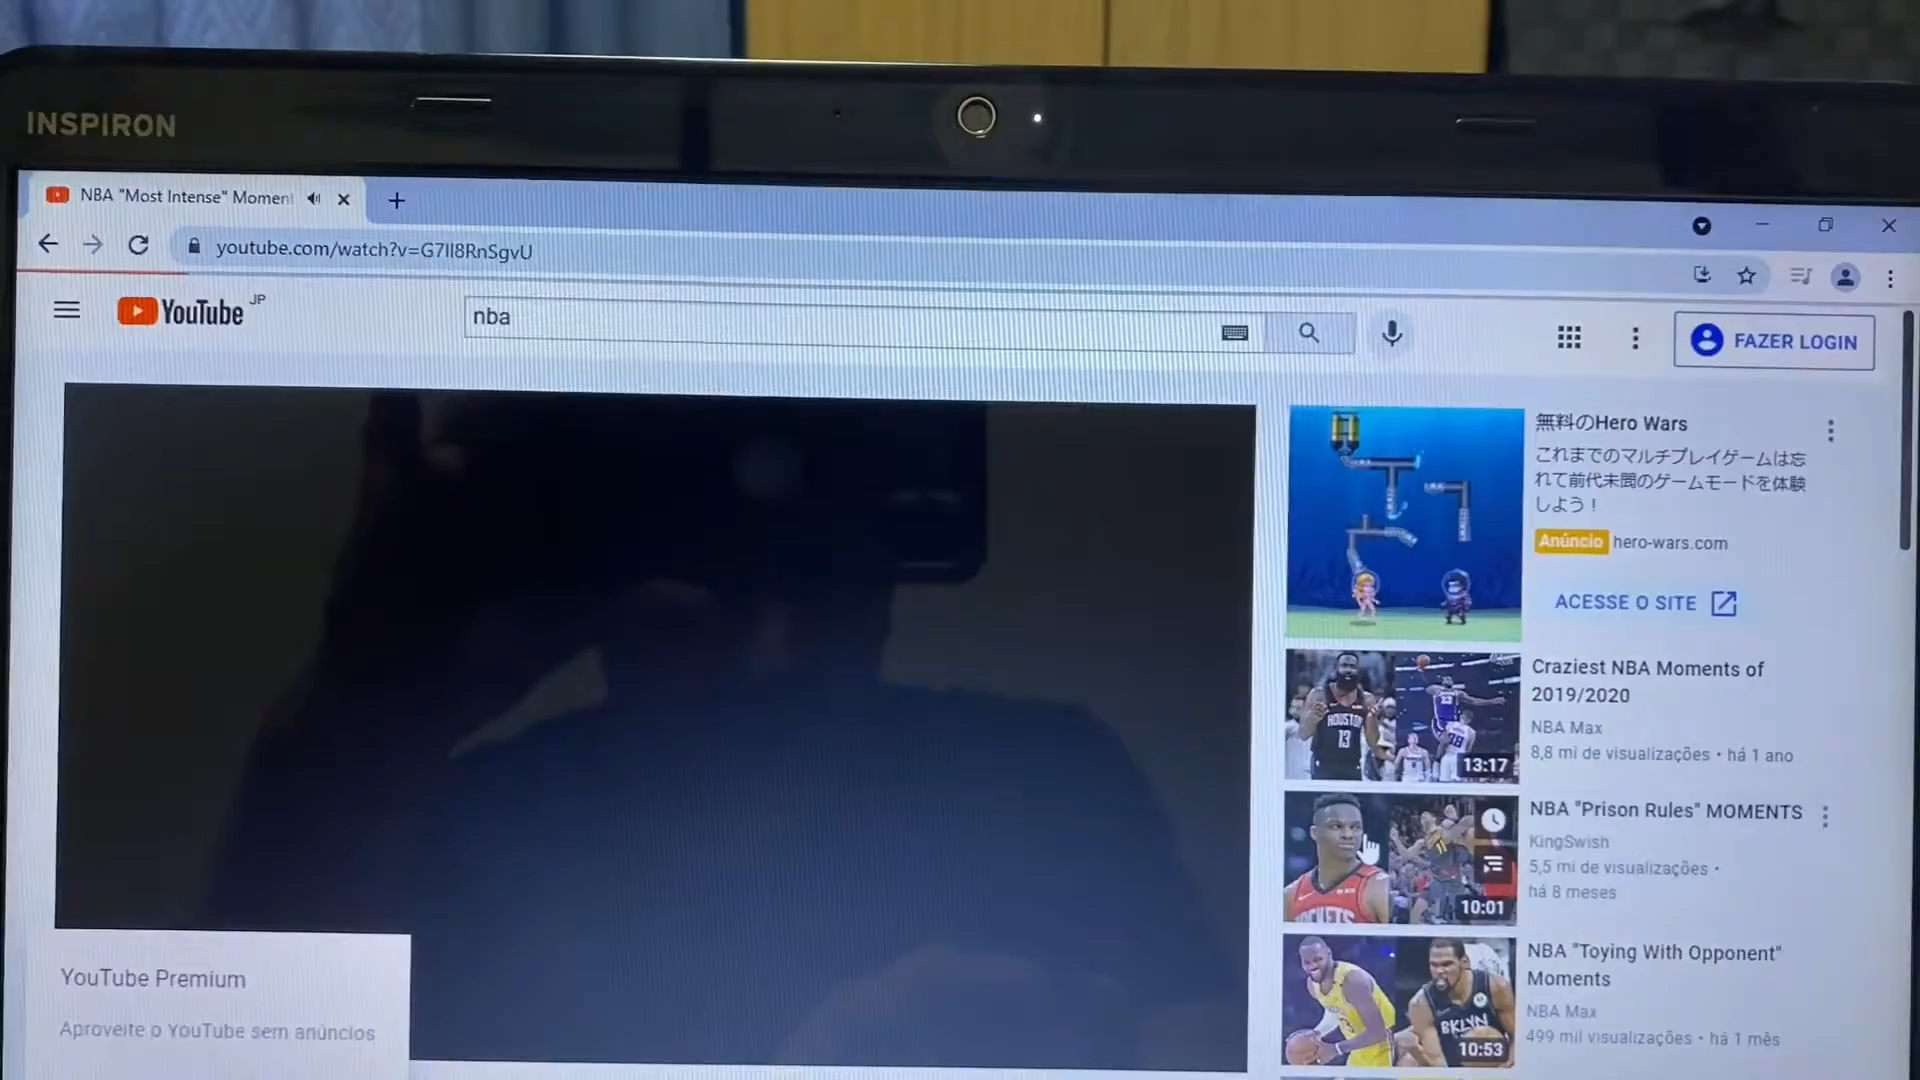 INSPIRON
NBA "Most Intense" Moment
youtube.com/watch?v=G7lI8RnSgvU
YouTube JP
nba
FAZER LOGIN
無料のHero Wars
これまでのマルチプレイゲームは忘
れて前代未聞のゲームモードを体験
しよう！
Anúncio hero-wars.com
ACESSE O SITE
HOUSTON
13
13:17
Craziest NBA Moments of
2019/2020
NBA Max
8,8 mi de visualizações • há 1 ano
10:01
NBA "Prison Rules" MOMENTS
KingSwish
5,5 mi de visualizações •
há 8 meses
BKLYN
10:53
NBA "Toying With Opponent"
Moments
NBA Max
499 mil visualizações • há 1 mês
YouTube Premium
Aproveite o YouTube sem anúncios